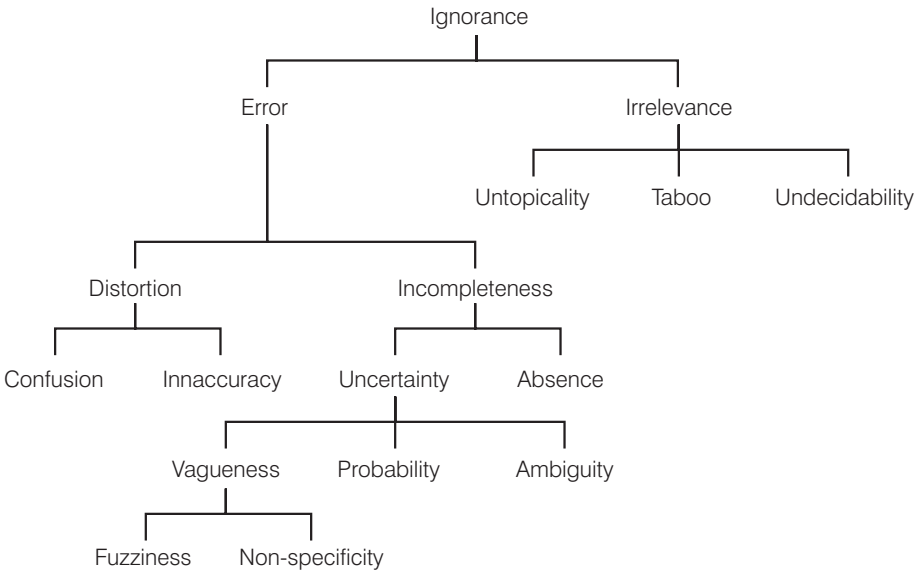 Ignorance
Error Irrelevance
Untopicality Taboo Undecidability
Distortion Incompleteness
Confusion Innaccuracy Uncertainty Absence
Vagueness Probability Ambiguity
Fuzziness Non-specificity